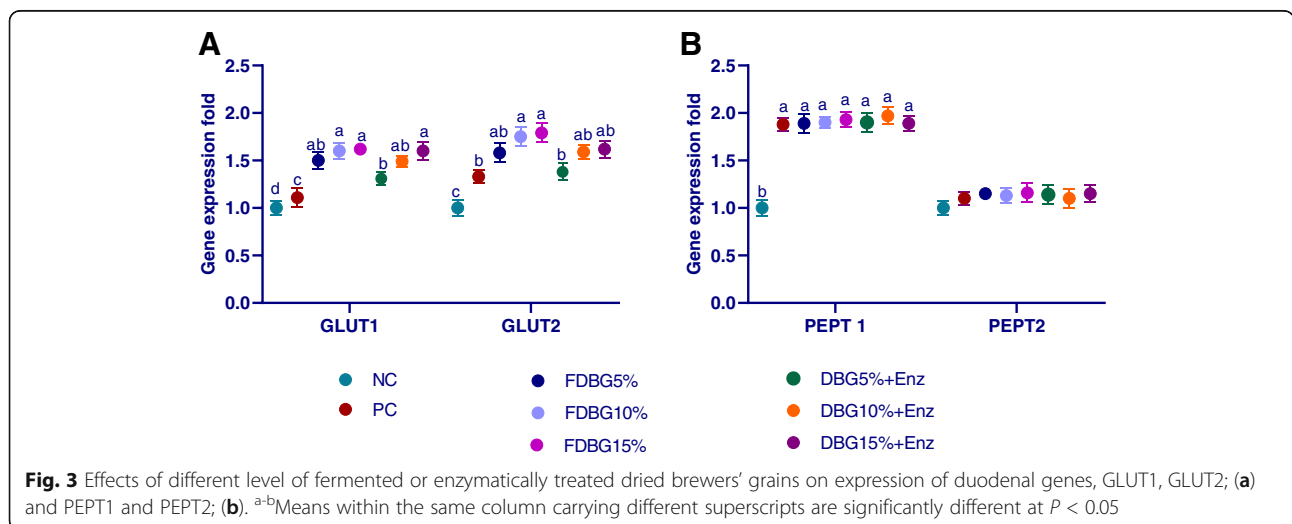 A
B
Gene expression fold
2.5
2.0
1.5
1.0
0.5
0.0
d c ab a a b ab a
c b ab a a b ab ab
GLUT1 GLUT2
Gene expression fold
2.5
2.0
1.5
1.0
0.5
0.0
b a a a a a a a
PEPT 1 PEPT2
NC
PC
FDBG5%
FDBG10%
FDBG15%
DBG5%+Enz
DBG10%+Enz
DBG15%+Enz
Fig. 3 Effects of different level of fermented or enzymatically treated dried brewers' grains on expression of duodenal genes, GLUT1, GLUT2; (a)
and PEPT1 and PEPT2; (b). a-bMeans within the same column carrying different superscripts are significantly different at P < 0.05